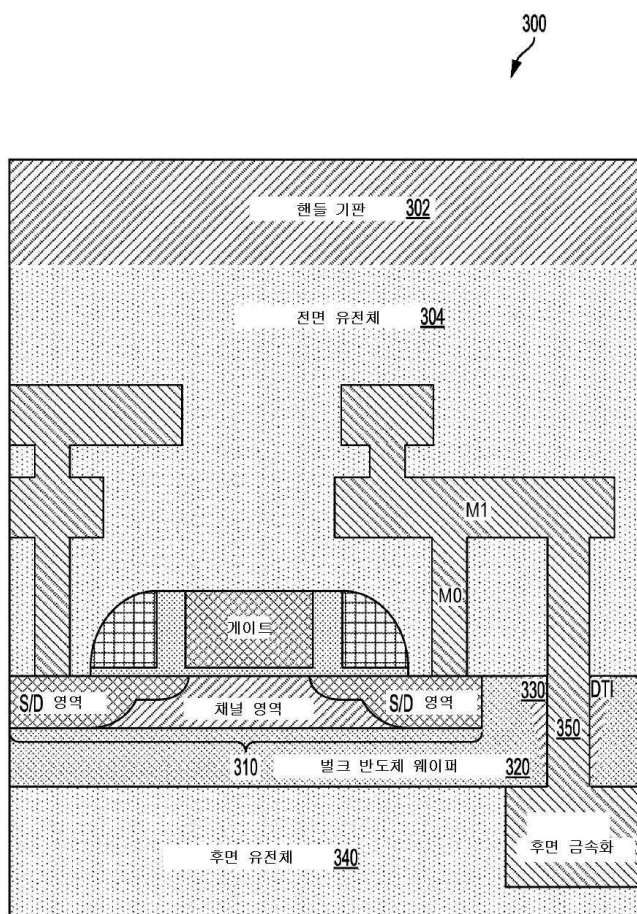 300
핸들 기판 302
전면 유전체 304
M1
M0
게이트
S/D 영역
채널 영역
S/D 영역
330
DTI
350
310
벌크 반도체 웨이퍼 320
후면 유전체 340
후면 금속화